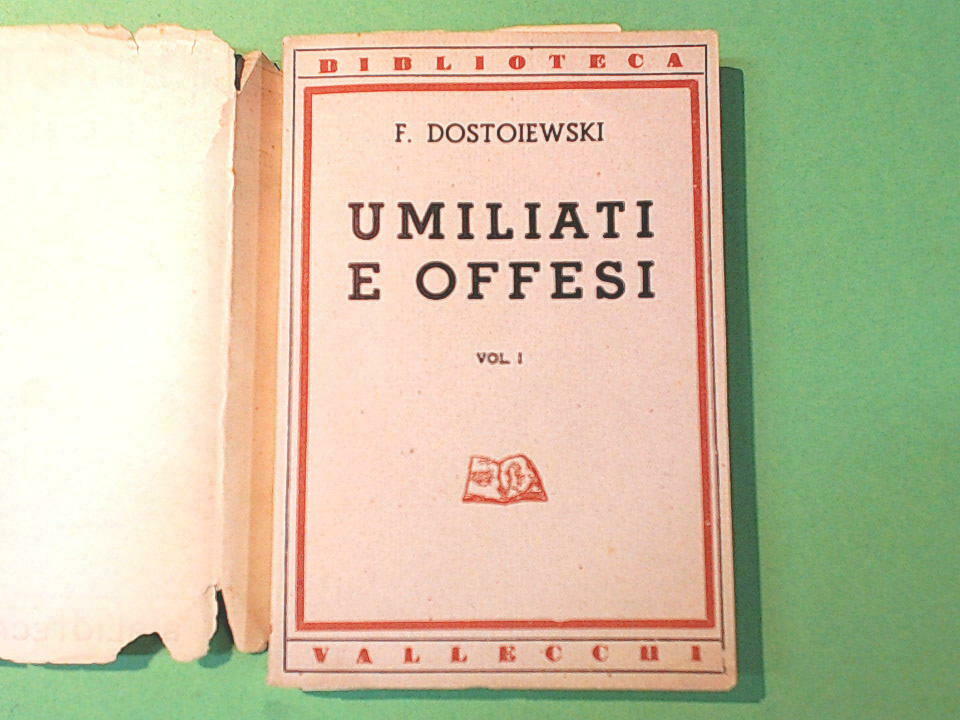 BIBLIOTECA
F. DOSTOIEWSKI
UMILIATI
E OFFESI
VOL. I
VALLECCHI